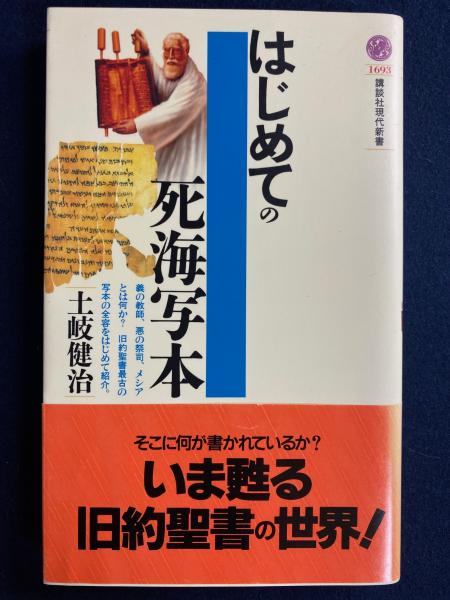 1693
講談社現代新書
はじめての
死海写本
義の教師、悪の祭司、メシア
とは何か? 旧約聖書最古の
写本の全容をはじめて紹介。
土岐健治
そこに何が書かれているか?
いま甦る
旧約聖書の世界!